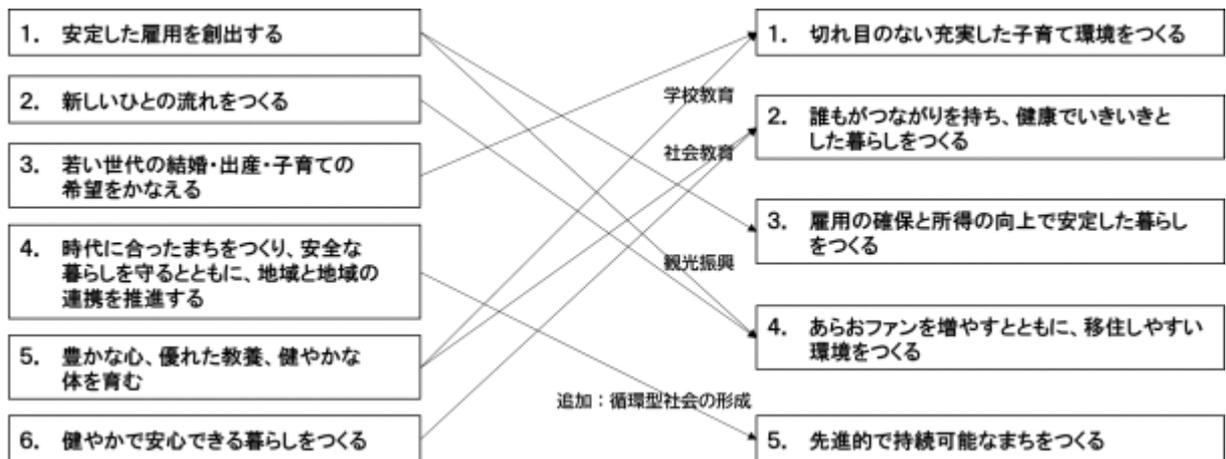 1. 安定した雇用を創出する
2. 新しいひとの流れをつくる
3. 若い世代の結婚・出産・子育ての
希望をかなえる
4. 時代に合ったまちをつくり、安全な
暮らしを守るとともに、地域と地域の
連携を推進する
5. 豊かな心、優れた教養、健やかな
体を育む
6. 健やかで安心できる暮らしをつくる
学校教育
社会教育
観光振興
追加：循環型社会の形成
1. 切れ目のない充実した子育て環境をつくる
2. 誰もがつながりを持ち、健康でいきいきと
した暮らしをつくる
3. 雇用の確保と所得の向上で安定した暮らし
をつくる
4. あらおファンを増やすとともに、移住しやすい
環境をつくる
5. 先進的で持続可能なまちをつくる